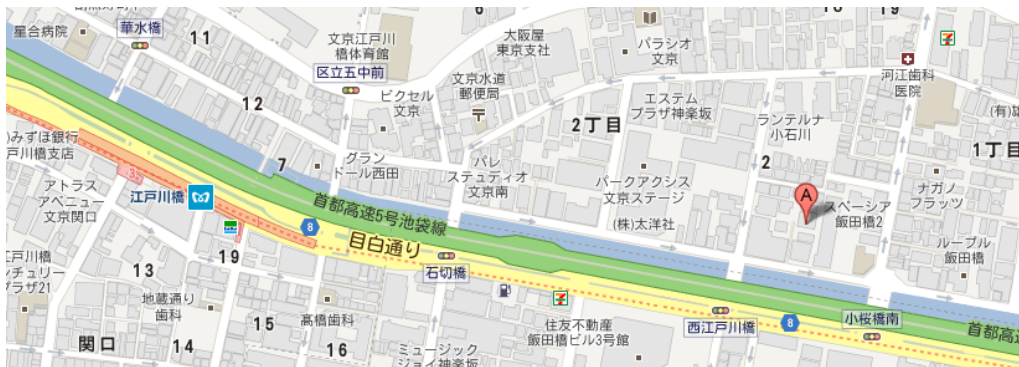 星合病院
華水橋
11
12
7
文京江戸川
橋体育館
区立五中前
ピクセル
文京
6
大阪屋
東京支社
文京水道
郵便局
パラシオ
文京
エステム
プラザ神楽坂
2丁目
10
19
河江歯科
医院
ランテルナ
小石川
2
1丁目
みずほ銀行
戸川橋支店
アトラス
アベニュー
文京関口
3
江戸川橋
グラン
ドール西田
パレ
ステュディオ
文京南
パークアクシス
文京ステージ
(株)太洋社
A
スペーシア
飯田橋2
ナガノ
フラッツ
ルーブル
飯田橋
首都高速5号池袋線
目白通り
8
石切橋
19
13
江戸川橋
ンチュリー
プラザ21
地蔵通り
歯科
関口
14
15
髙橋歯科
16
ミュージック
ジョイ神楽坂
住友不動産
飯田橋ビル3号館
西江戸川橋
8
小桜橋南
首都高速5